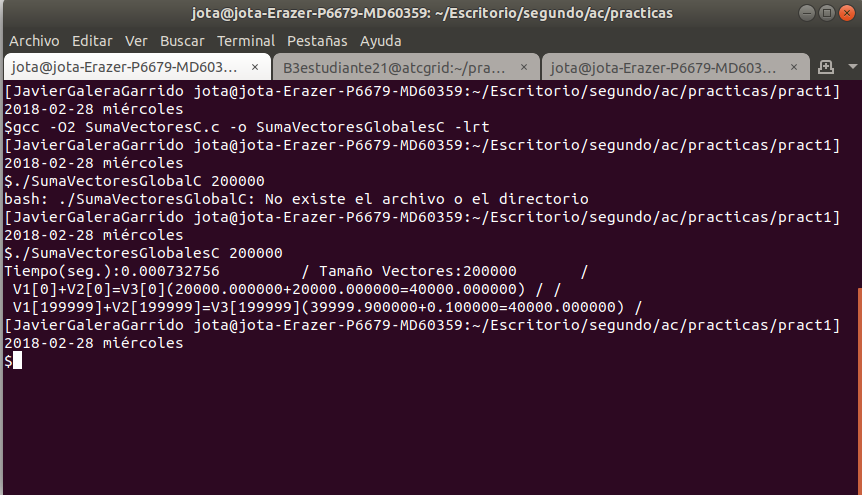 jota@jota-Erazer-P6679-MD60359: ~/Escritorio/segundo/ac/practicas
Archivo Editar Ver Buscar Terminal Pestañas Ayuda
jota@jota-Erazer-P6679-MD603... × B3estudiante21@atcgrid:~/pra... × jota@jota-Erazer-P6679-MD603... ×
[JavierGaleraGarrido jota@jota-Erazer-P6679-MD60359:~/Escritorio/segundo/ac/practicas/pract1]
2018-02-28 miércoles
$gcc -O2 SumaVectoresC.c -o SumaVectoresGlobalesC -lrt
[JavierGaleraGarrido jota@jota-Erazer-P6679-MD60359:~/Escritorio/segundo/ac/practicas/pract1]
2018-02-28 miércoles
$./SumaVectoresGlobalC 200000
bash: ./SumaVectoresGlobalC: No existe el archivo o el directorio
[JavierGaleraGarrido jota@jota-Erazer-P6679-MD60359:~/Escritorio/segundo/ac/practicas/pract1]
2018-02-28 miércoles
$./SumaVectoresGlobalesC 200000
Tiempo(seg.):0.000732756 / Tamaño Vectores:200000 /
V1[0]+V2[0]=V3[0](20000.000000+20000.000000=40000.000000) / /
V1[199999]+V2[199999]=V3[199999](39999.900000+0.100000=40000.000000) /
[JavierGaleraGarrido jota@jota-Erazer-P6679-MD60359:~/Escritorio/segundo/ac/practicas/pract1]
2018-02-28 miércoles
$